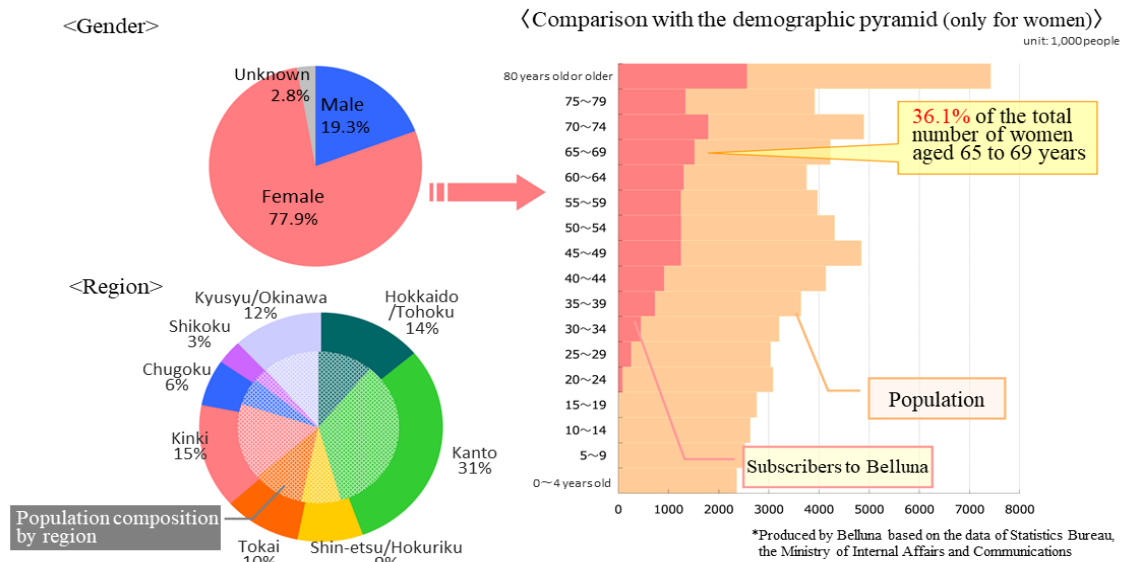 <Gender>
Unknown
2.8%
Male
19.3%
Female
77.9%
<Region>
Kyusyu/Okinawa
12%
Hokkaido
/Tohoku
14%
Shikoku
3%
Chugoku
6%
Kinki
15%
Kanto
31%
Population composition
by region
Tokai
10%
Shin-etsu/Hokuriku
9%
〈Comparison with the demographic pyramid (only for women)〉
unit: 1,000 people
80 years old or older
75～79
70～74
65～69
60～64
55～59
50～54
45～49
40～44
35～39
30～34
25～29
20～24
15～19
10～14
5～9
0～4 years old
36.1% of the total
number of women
aged 65 to 69 years
Population
Subscribers to Belluna
0 1000 2000 3000 4000 5000 6000 7000 8000
*Produced by Belluna based on the data of Statistics Bureau,
the Ministry of Internal Affairs and Communications